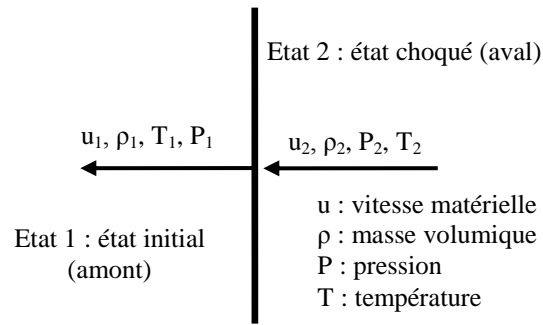 Etat 2 : état choqué (aval)
u₁, ρ₁, T₁, P₁
u₂, ρ₂, P₂, T₂
Etat 1 : état initial
(amont)
u : vitesse matérielle
ρ : masse volumique
P : pression
T : température